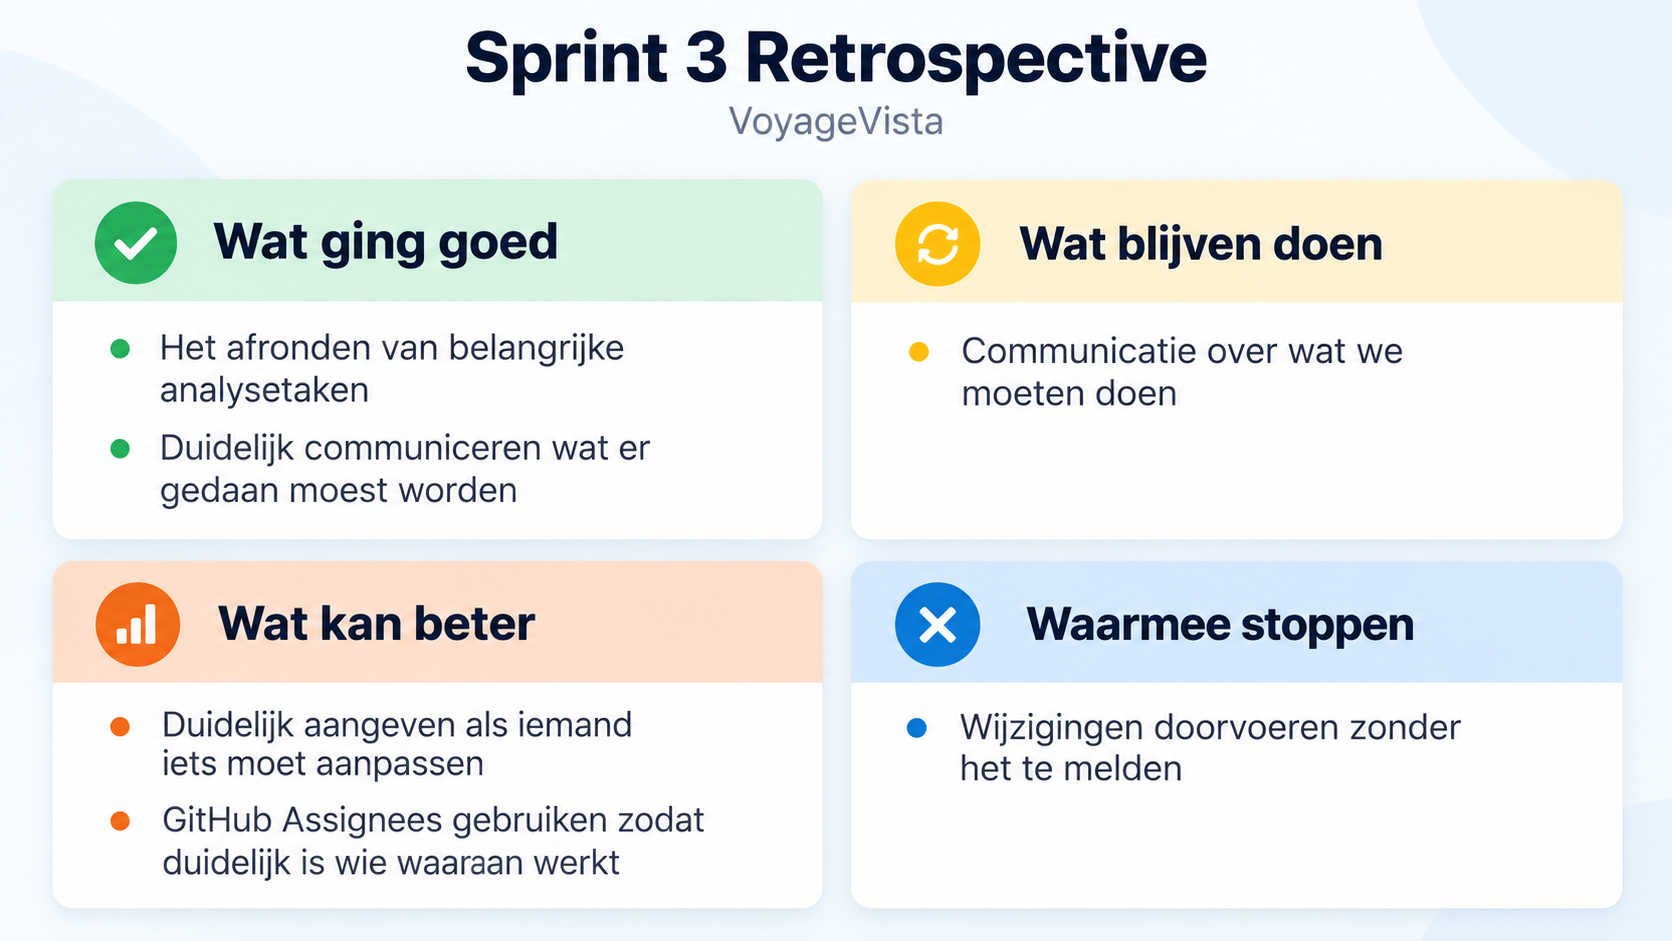 Sprint 3 Retrospective
VoyageVista
Wat ging goed
Het afronden van belangrijke
analysetaken
Duidelijk communiceren wat er
gedaan moest worden
Wat blijven doen
Communicatie over wat we
moeten doen
Wat kan beter
Duidelijk aangeven als iemand
iets moet aanpassen
GitHub Assignees gebruiken zodat
duidelijk is wie waaraan werkt
Waarmee stoppen
Wijzigingen doorvoeren zonder
het te melden